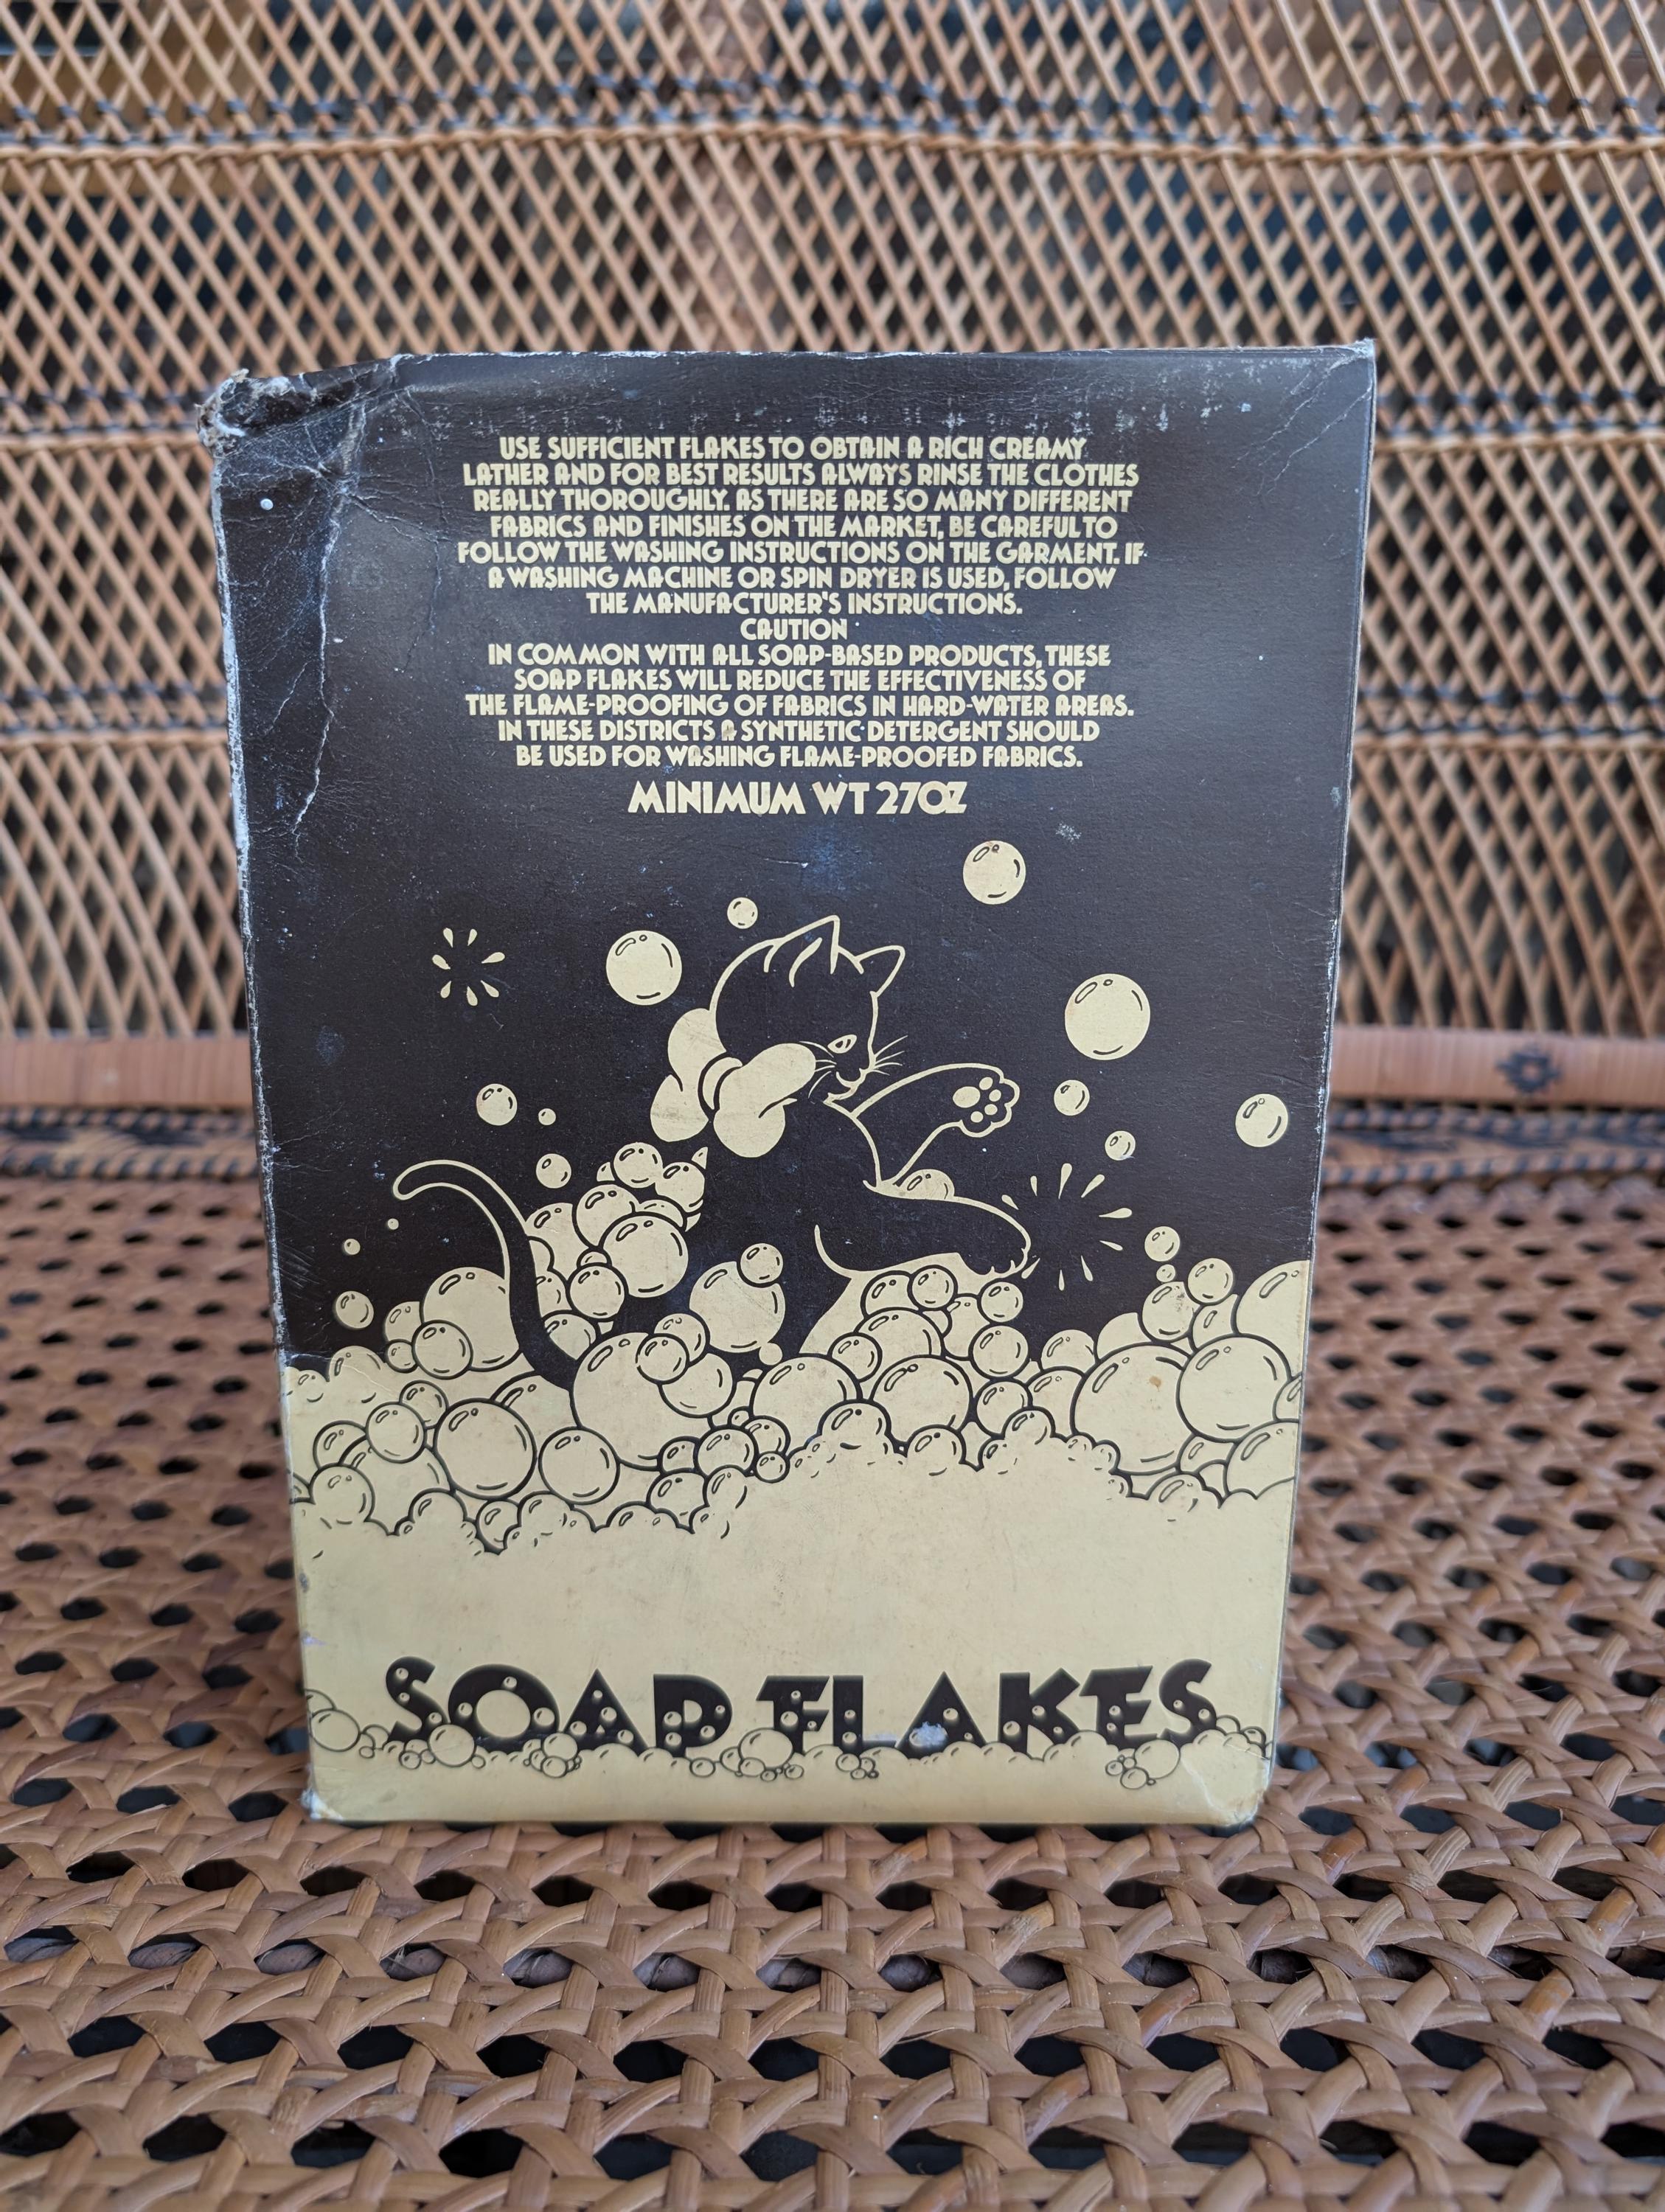 USE SUFFICIENT FLAKES TO OBTAIN A RICH CREAMY
LATHER AND FOR BEST RESULTS ALWAYS RINSE THE CLOTHES
REALLY THOROUGHLY. AS THERE ARE SO MANY DIFFERENT
FABRICS AND FINISHES ON THE MARKET, BE CAREFUL TO
FOLLOW THE WASHING INSTRUCTIONS ON THE GARMENT. IF
A WASHING MACHINE OR SPIN DRYER IS USED, FOLLOW
THE MANUFACTURER'S INSTRUCTIONS.
CAUTION
IN COMMON WITH ALL SOAP-BASED PRODUCTS, THESE
SOAP FLAKES WILL REDUCE THE EFFECTIVENESS OF
THE FLAME-PROOFING OF FABRICS IN HARD-WATER AREAS.
IN THESE DISTRICTS A SYNTHETIC DETERGENT SHOULD
BE USED FOR WASHING FLAME-PROOFED FABRICS.
MINIMUM WT 27OZ
SOAP FLAKES